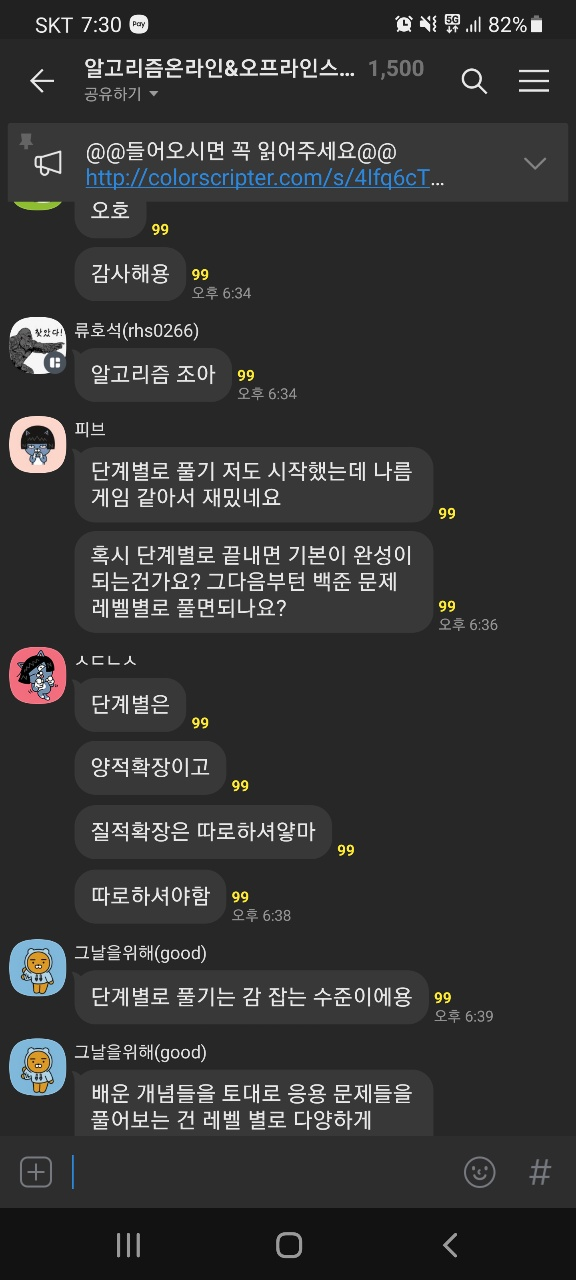 SKT 7:30 Pay 5G 82%
알고리즘온라인&오프라인스... 1,500
공유하기
@@들어오시면 꼭 읽어주세요@@
http://colorscripter.com/s/4lfq6cT...
오호
99
감사해용
99
오후 6:34
찾았다!
류호석(rhs0266)
알고리즘 조아
99
오후 6:34
피브
단계별로 풀기 저도 시작했는데 나름
게임 같아서 재밌네요
99
혹시 단계별로 끝내면 기본이 완성이
되는건가요? 그다음부턴 백준 문제
레벨별로 풀면되나요?
99
오후 6:36
ㅅㄷㄴㅅ
단계별은
99
양적확장이고
99
질적확장은 따로하셔얗마
99
따로하셔야함
99
오후 6:38
그날을위해(good)
단계별로 풀기는 감 잡는 수준이에용
99
오후 6:39
그날을위해(good)
배운 개념들을 토대로 응용 문제들을
풀어보는 건 레벨 별로 다양하게
#